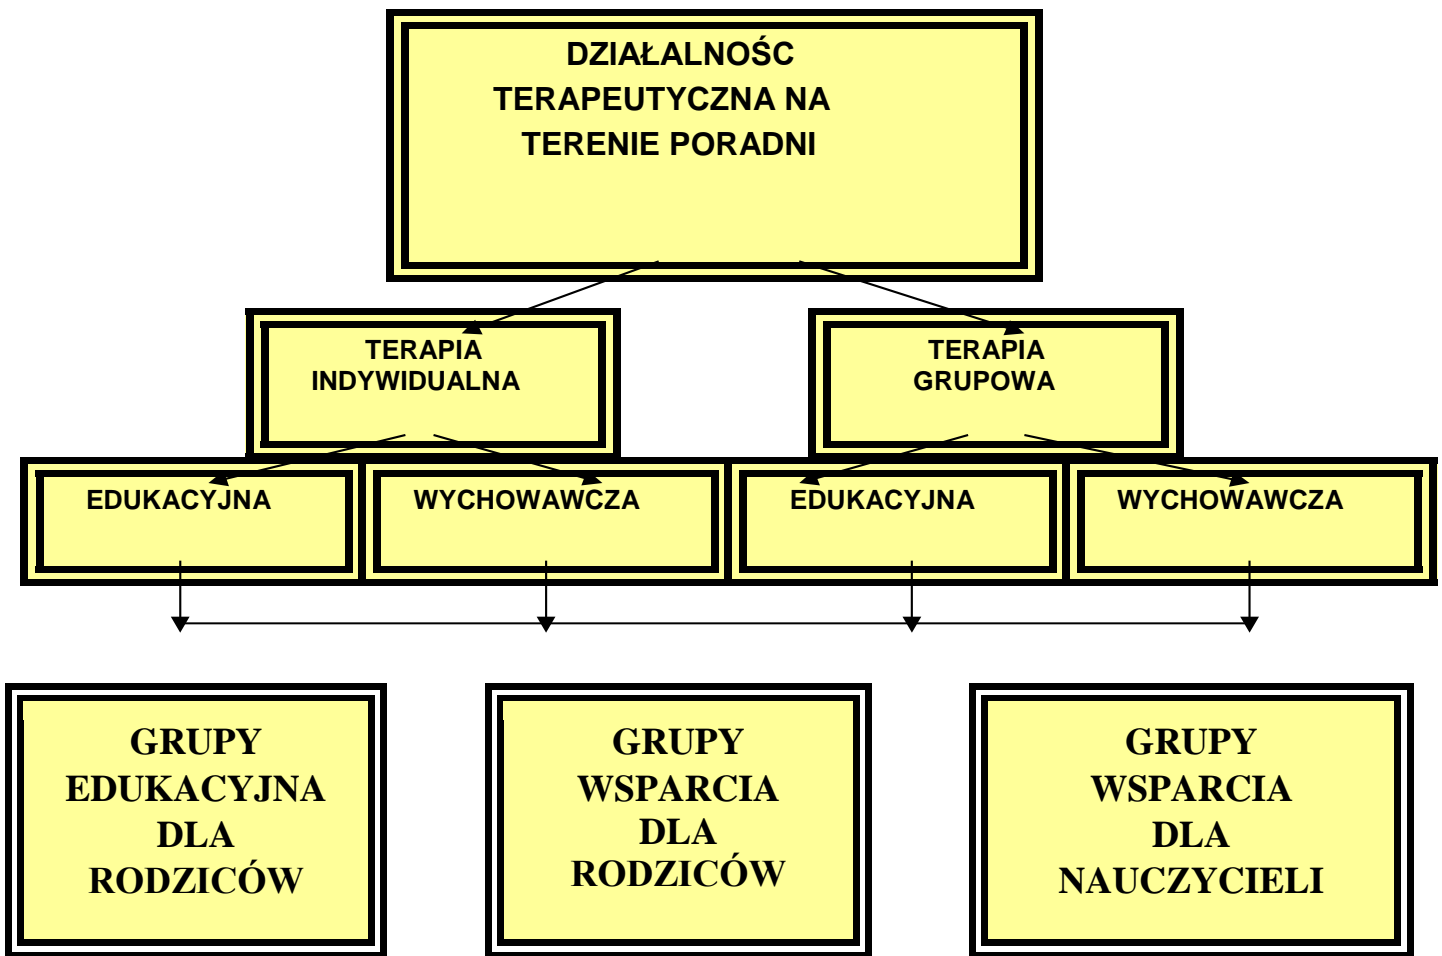 DZIAŁALNOŚC
TERAPEUTYCZNA NA
TERENIE PORADNI
TERAPIA
INDYWIDUALNA
TERAPIA
GRUPOWA
EDUKACYJNA
WYCHOWAWCZA
EDUKACYJNA
WYCHOWAWCZA
GRUPY
EDUKACYJNA
DLA
RODZICÓW
GRUPY
WSPARCIA
DLA
RODZICÓW
GRUPY
WSPARCIA
DLA
NAUCZYCIELI